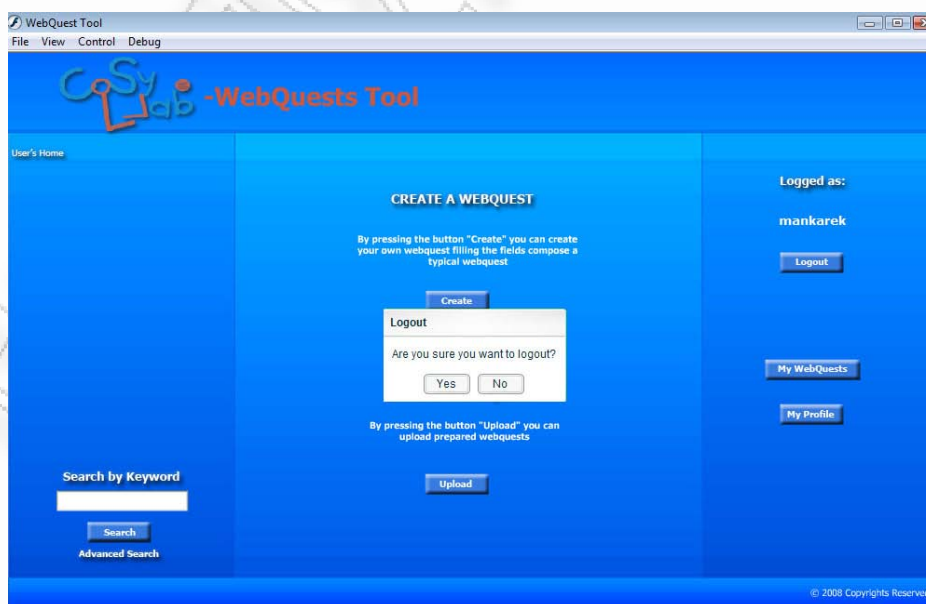 WebQuest Tool
File View Control Debug
CoSy Lab -WebQuests Tool
User's Home
CREATE A WEBQUEST
By pressing the button "Create" you can create
your own webquest filling the fields compose a
typical webquest
Create
Logout
Are you sure you want to logout?
Yes No
By pressing the button "Upload" you can
upload prepared webquests
Upload
Search by Keyword
Search
Advanced Search
Logged as:
mankarek
Logout
My WebQuests
My Profile
© 2008 Copyrights Reserved